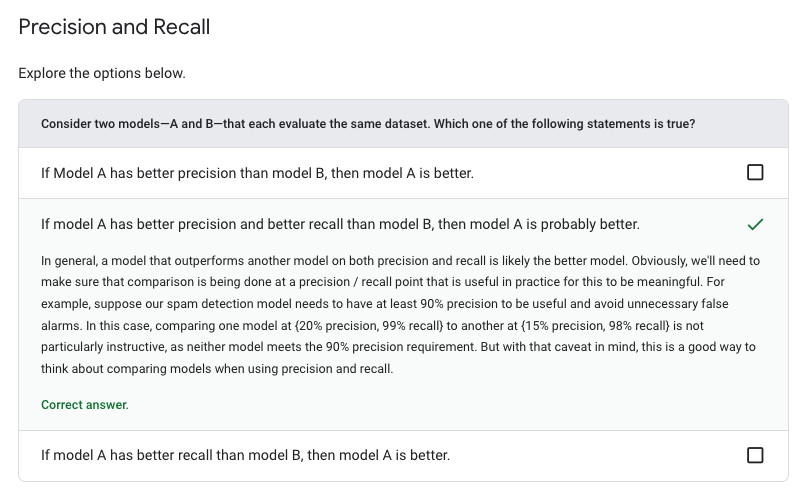 Precision and Recall
Explore the options below.
Consider two models—A and B—that each evaluate the same dataset. Which one of the following statements is true?
If Model A has better precision than model B, then model A is better.
If model A has better precision and better recall than model B, then model A is probably better.
In general, a model that outperforms another model on both precision and recall is likely the better model. Obviously, we'll need to
make sure that comparison is being done at a precision / recall point that is useful in practice for this to be meaningful. For
example, suppose our spam detection model needs to have at least 90% precision to be useful and avoid unnecessary false
alarms. In this case, comparing one model at {20% precision, 99% recall} to another at {15% precision, 98% recall} is not
particularly instructive, as neither model meets the 90% precision requirement. But with that caveat in mind, this is a good way to
think about comparing models when using precision and recall.
Correct answer.
If model A has better recall than model B, then model A is better.